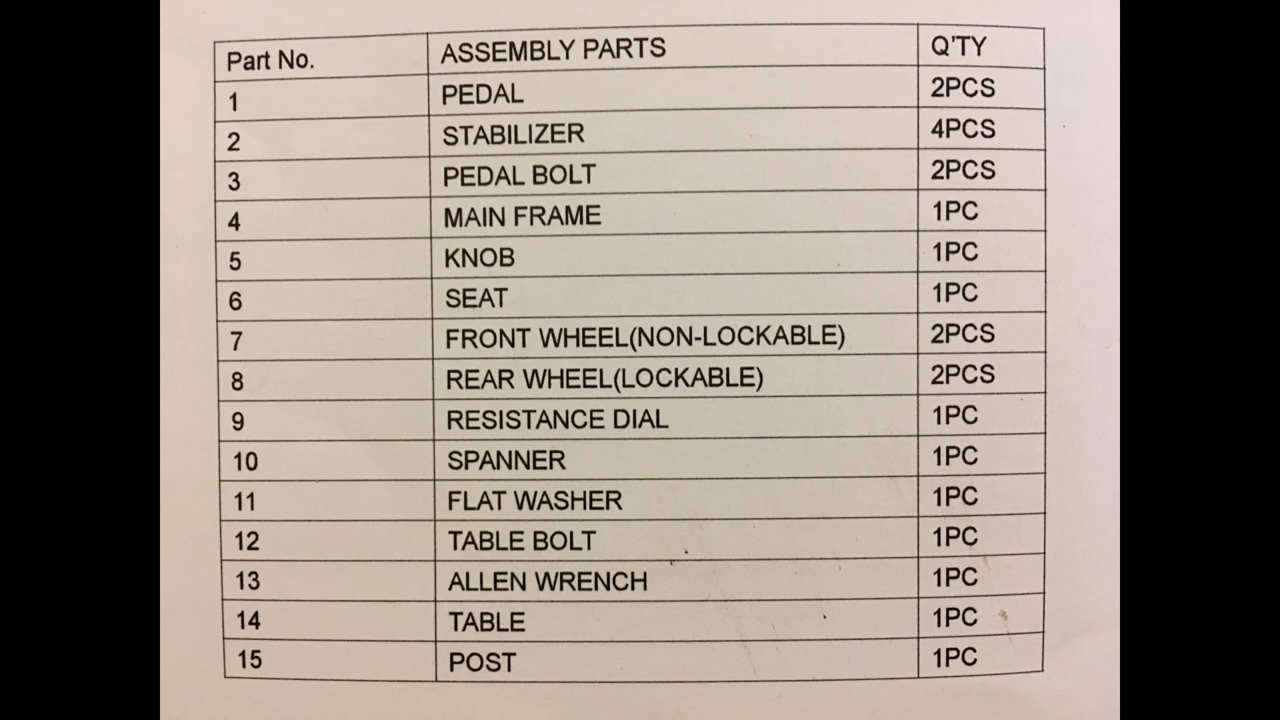 Part No. ASSEMBLY PARTS Q'TY
1 PEDAL 2PCS
2 STABILIZER 4PCS
3 PEDAL BOLT 2PCS
4 MAIN FRAME 1PC
5 KNOB 1PC
6 SEAT 1PC
7 FRONT WHEEL(NON-LOCKABLE) 2PCS
8 REAR WHEEL(LOCKABLE) 2PCS
9 RESISTANCE DIAL 1PC
10 SPANNER 1PC
11 FLAT WASHER 1PC
12 TABLE BOLT 1PC
13 ALLEN WRENCH 1PC
14 TABLE 1PC
15 POST 1PC